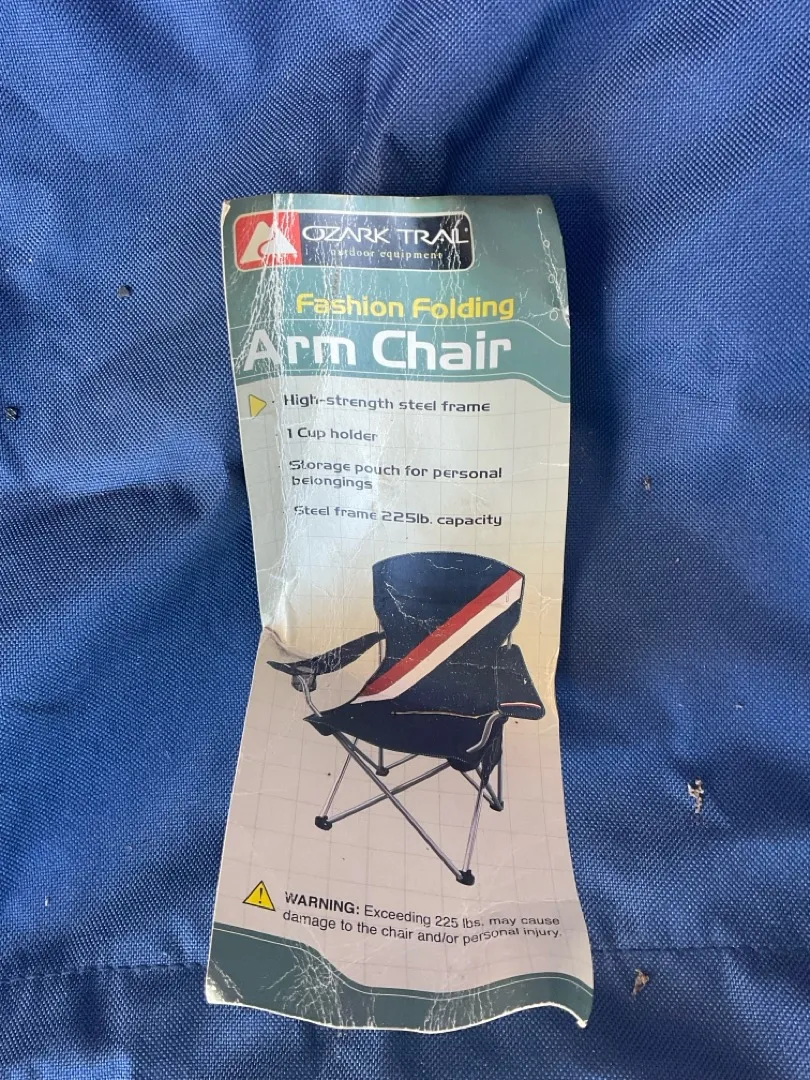 OZARK TRAIL
outdoor equipment
Fashion Folding
Arm Chair
High-strength steel frame
1 Cup holder
Storage pouch for personal
belongings
Steel frame 225lb. capacity
WARNING: Exceeding 225 lbs. may cause
damage to the chair and/or personal injury.